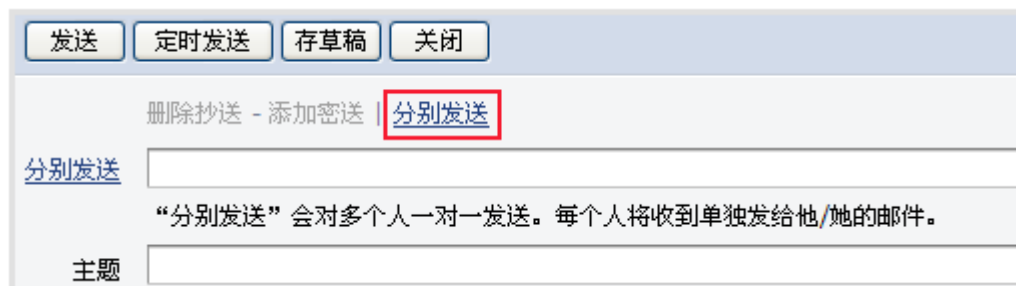 发送 定时发送 存草稿 关闭
删除抄送 - 添加密送 | 分别发送
分别发送
“分别发送”会对多个人一对一发送。每个人将收到单独发给他/她的邮件。
主题